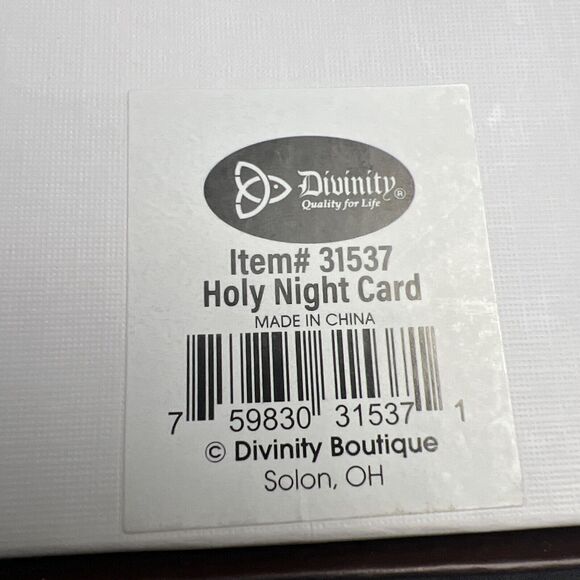 Divinity®
Quality for Life
Item# 31537
Holy Night Card
MADE IN CHINA
7 59830 31537 1
© Divinity Boutique
Solon, OH